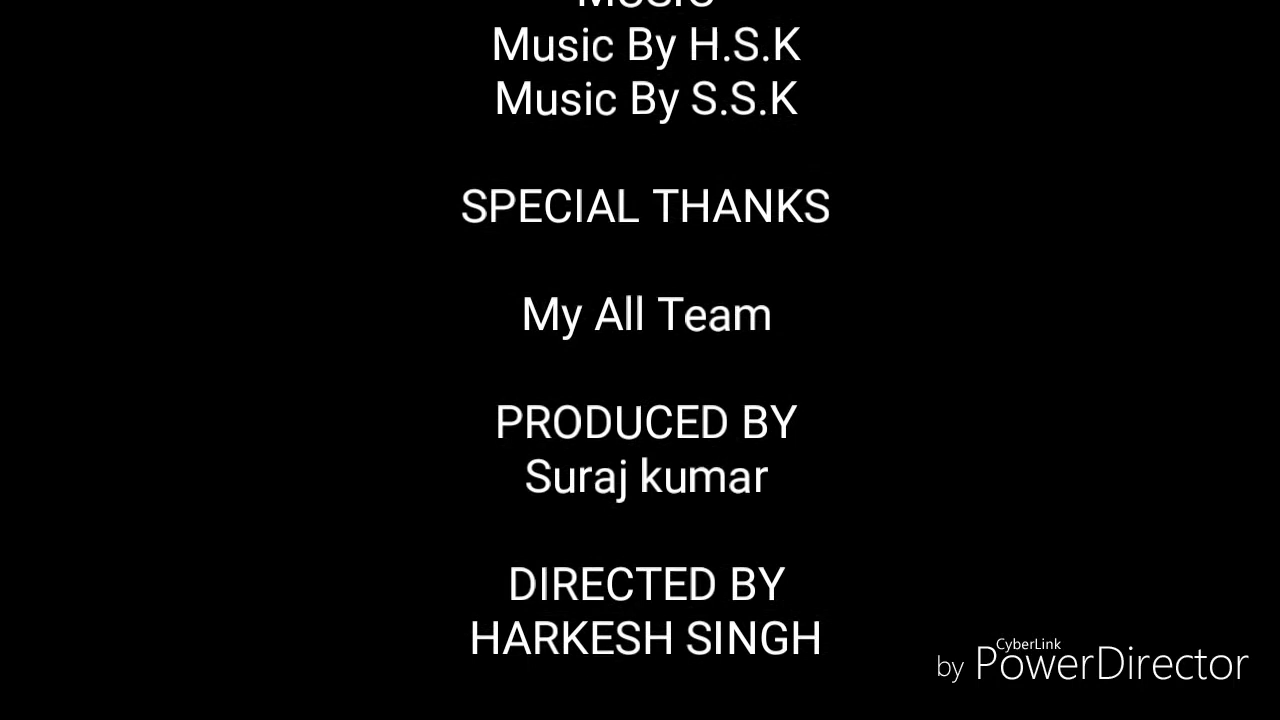 MUSIC
Music By H.S.K
Music By S.S.K
SPECIAL THANKS
My All Team
PRODUCED BY
Suraj kumar
DIRECTED BY
HARKESH SINGH
by CyberLink PowerDirector